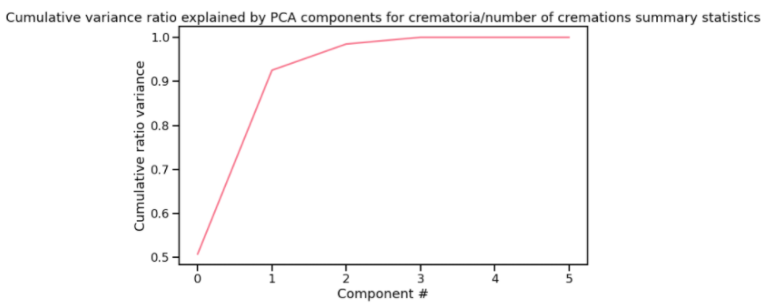 Cumulative variance ratio explained by PCA components for crematoria/number of cremations summary statistics
Cumulative ratio variance
1.0
0.9
0.8
0.7
0.6
0.5
0 1 2 3 4 5
Component #